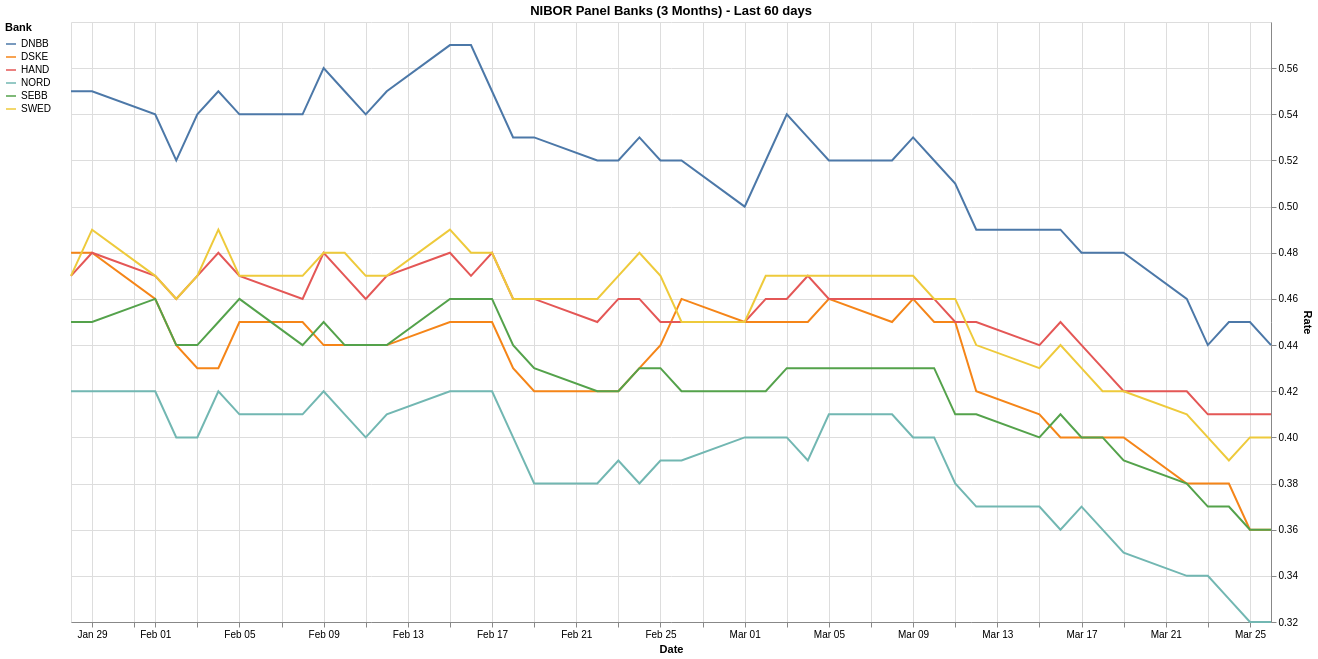 NIBOR Panel Banks (3 Months) - Last 60 days
Bank
DNBB
DSKE
HAND
NORD
SEBB
SWED
0.56
0.54
0.52
0.50
0.48
0.46
0.44
0.42
0.40
0.38
0.36
0.34
0.32
Rate
Jan 29 Feb 01 Feb 05 Feb 09 Feb 13 Feb 17 Feb 21 Feb 25 Mar 01 Mar 05 Mar 09 Mar 13 Mar 17 Mar 21 Mar 25
Date